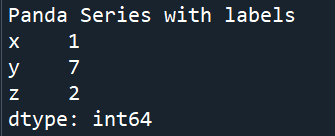 Panda Series with labels
x    1
y    7
z    2
dtype: int64